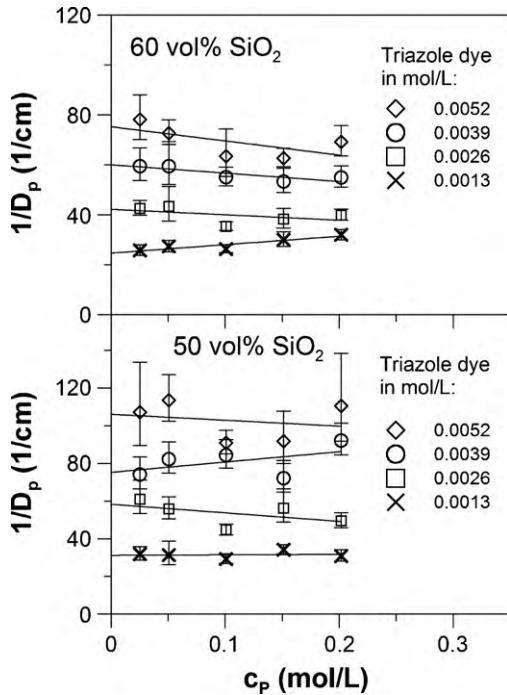 120
60 vol% SiO2
Triazole dye
in mol/L:
80
0.0052
0.0039
0.0026
40
0.0013
1/Dp (1/cm)
0
50 vol% SiO2
Triazole dye
in mol/L:
120
0.0052
0.0039
80
0.0026
0.0013
40
1/Dp (1/cm)
0
0 0.1 0.2 0.3
cP (mol/L)